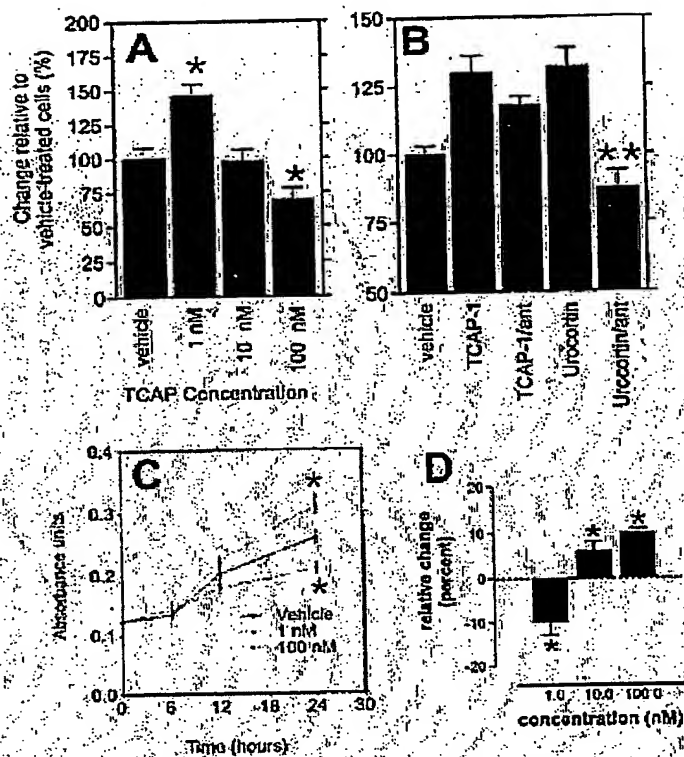 A
B
Change relative to
vehicle-treated cells (%)
200
175
150
125
100
75
50
25
0
*
*
vehicle
1 nM
10 nM
100 nM
TCAP Concentration
150
125
100
75
50
**
vehicle
TCAP-1
TCAP-1/ant
Urocortin
Urocortin/ant
C
Absorbance units
0.4
0.3
0.2
0.1
0.0
*
*
Vehicle
1 nM
100 nM
0 6 12 18 24 30
Time (hours)
D
relative change
(percent)
20
10
0
-10
-20
*
*
*
1.0 10.0 100.0
concentration (nM)